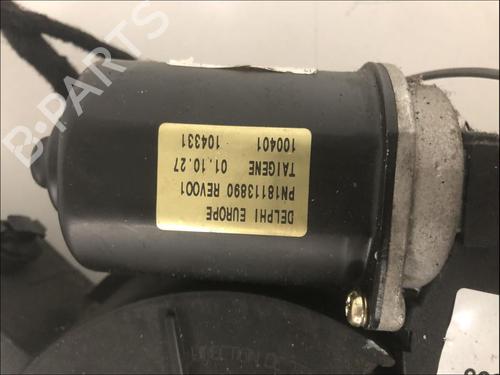 DELPHI EUROPE
PN18113890 REV001
TAIGENE 01.10.27
100401 104331
B-PARTS